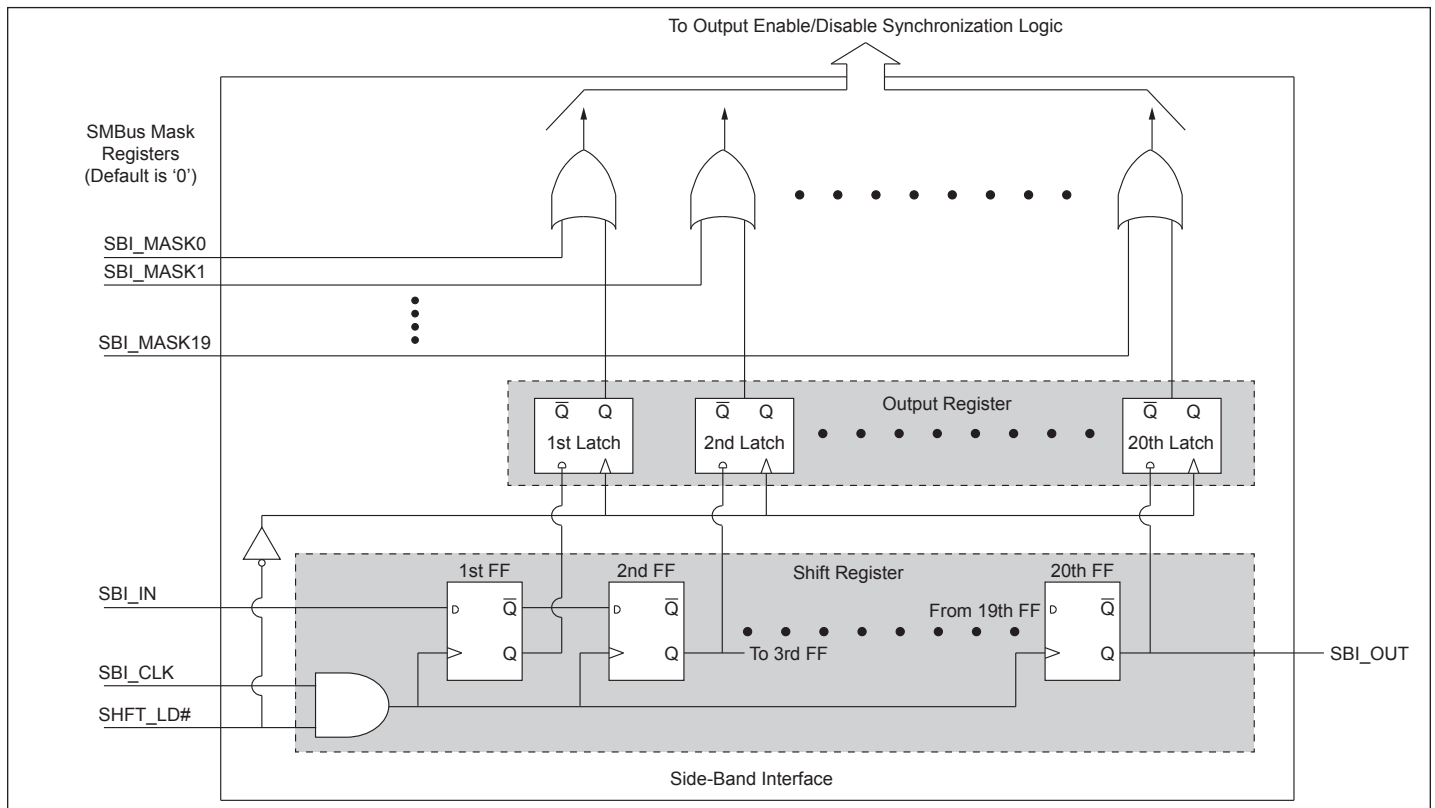 To Output Enable/Disable Synchronization Logic
SMBus Mask
Registers
(Default is ‘0’)
SBI_MASK0
SBI_MASK1
SBI_MASK19
Q̅ Q
1st Latch
Q̅ Q
2nd Latch
Output Register
Q̅ Q
20th Latch
1st FF
2nd FF
Shift Register
20th FF
SBI_IN
D Q̅
D Q̅
From 19th FF
D Q̅
Q
Q
To 3rd FF
Q
SBI_OUT
SBI_CLK
SHFT_LD#
Side-Band Interface